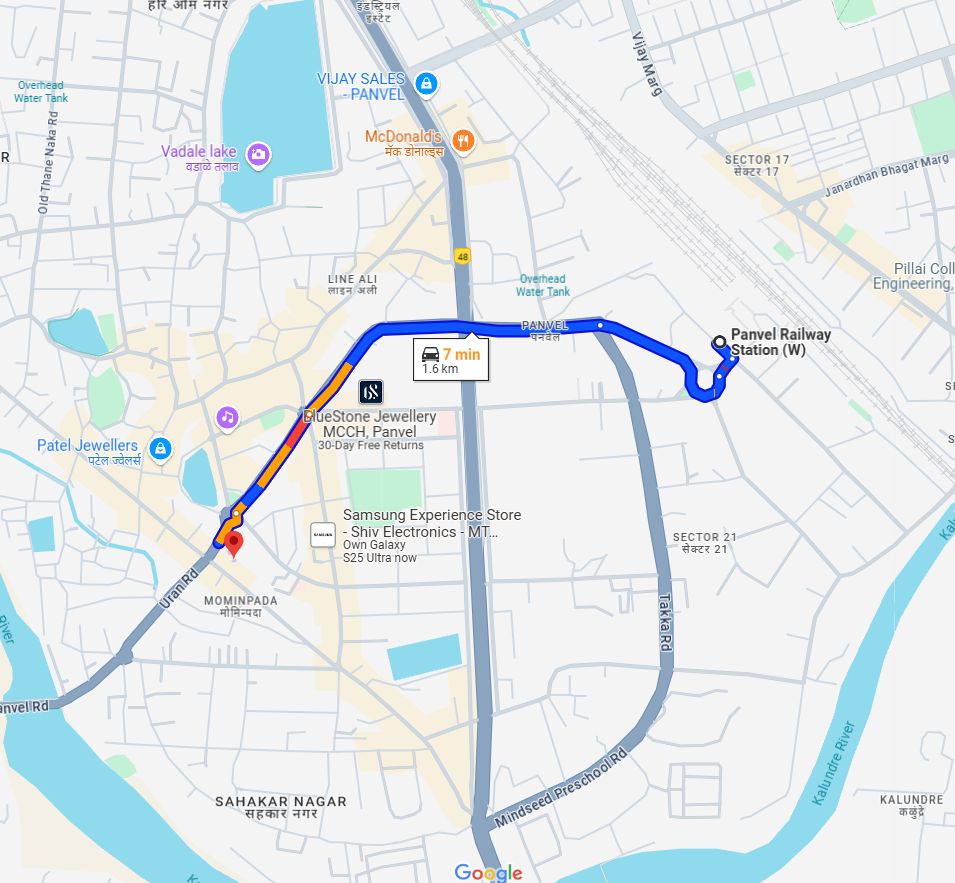 हरि ओम नगर
इंडस्ट्रियल
इस्टेट
Overhead
Water Tank
VIJAY SALES
- PANVEL
Vijay Marg
McDonald's
मॅक डोनाल्ड्स
R
Old Thane Naka Rd
Vadale lake
वडाळे तलाव
SECTOR 17
सेक्टर 17
Janardhan Bhagat Marg
48
LINE ALI
लाइन अली
Overhead
Water Tank
Pillai Coll
Engineering,
PANVEL
पनवेल
Panvel Railway
Station (W)
7 min
1.6 km
BlueStone Jewellery
MCCH, Panvel
30-Day Free Returns
Patel Jewellers
पटेल ज्वेलर्स
SAMSUNG
Samsung Experience Store
- Shiv Electronics - MT...
Own Galaxy
S25 Ultra now
SECTOR 21
सेक्टर 21
Uran Rd
MOMINPADA
मोमिनपाडा
Takka Rd
River
anvel Rd
Kalundre River
Mindseed Preschool Rd
SAHAKAR NAGAR
सहकार नगर
KALUNDRE
कळुंद्रे
Google